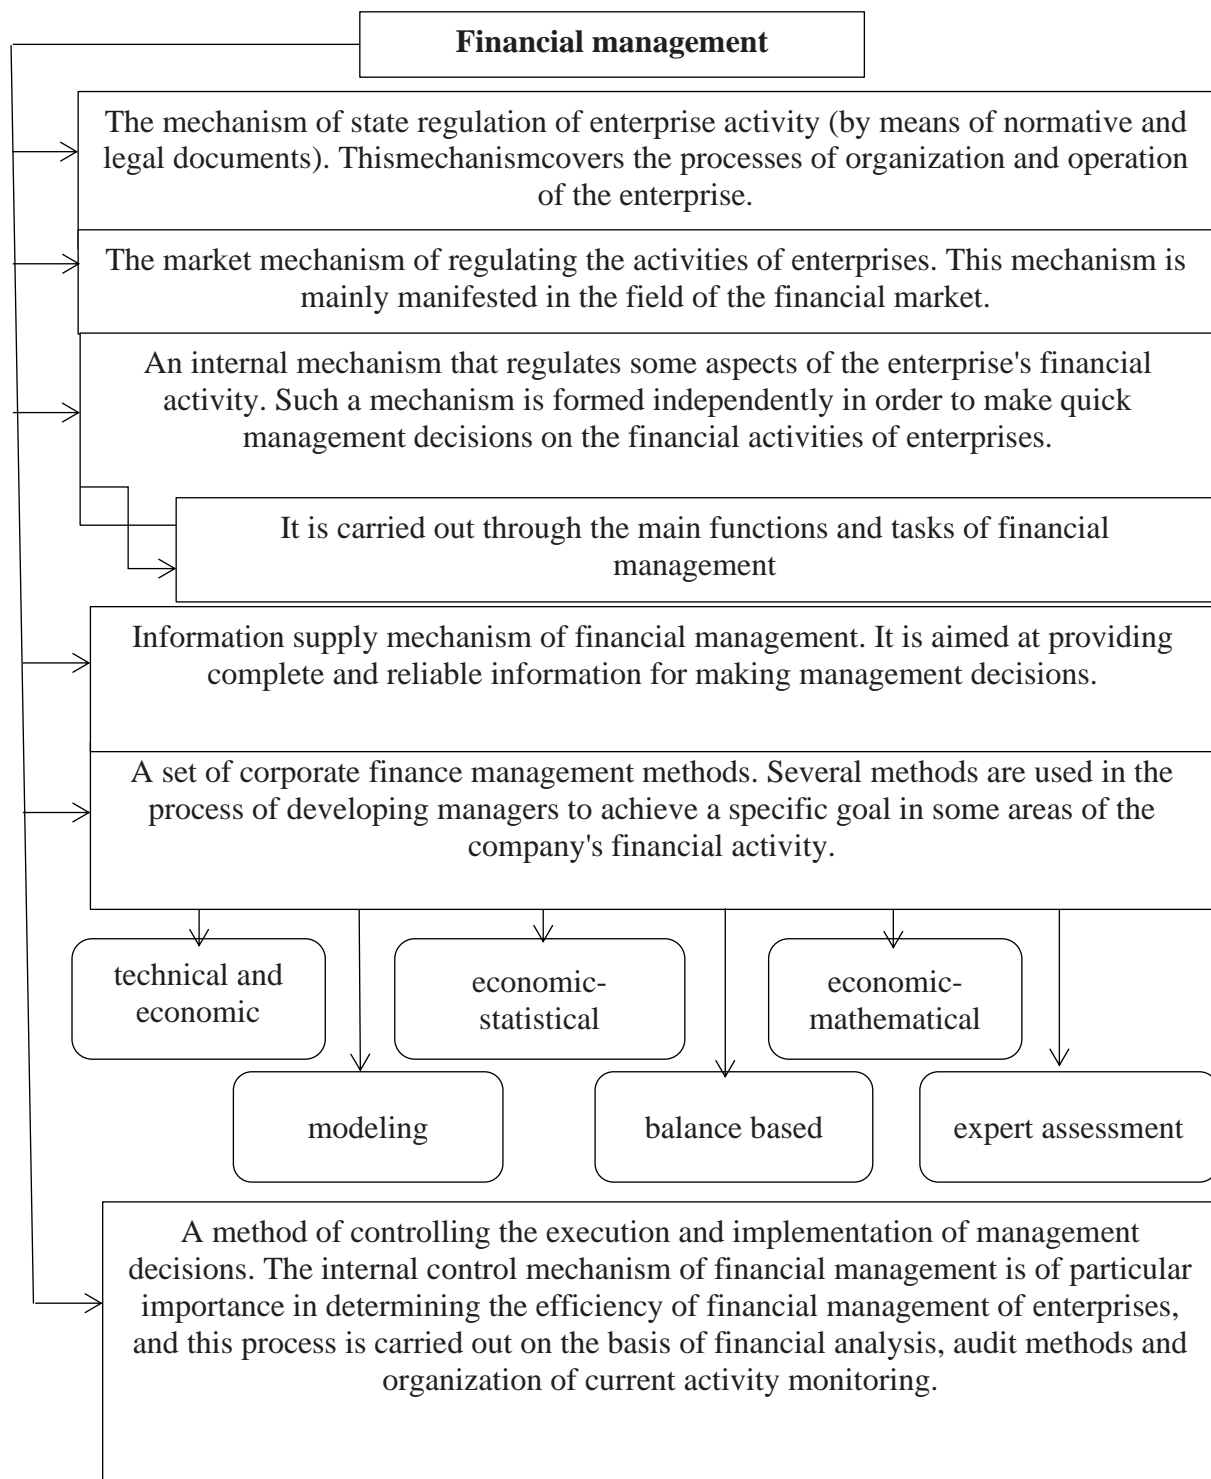 Financial management
The mechanism of state regulation of enterprise activity (by means of normative and
legal documents). Thismechanismcovers the processes of organization and operation
of the enterprise.
The market mechanism of regulating the activities of enterprises. This mechanism is
mainly manifested in the field of the financial market.
An internal mechanism that regulates some aspects of the enterprise's financial
activity. Such a mechanism is formed independently in order to make quick
management decisions on the financial activities of enterprises.
It is carried out through the main functions and tasks of financial
management
Information supply mechanism of financial management. It is aimed at providing
complete and reliable information for making management decisions.
A set of corporate finance management methods. Several methods are used in the
process of developing managers to achieve a specific goal in some areas of the
company's financial activity.
technical and
economic
economic-
statistical
economic-
mathematical
modeling
balance based
expert assessment
A method of controlling the execution and implementation of management
decisions. The internal control mechanism of financial management is of particular
importance in determining the efficiency of financial management of enterprises,
and this process is carried out on the basis of financial analysis, audit methods and
organization of current activity monitoring.